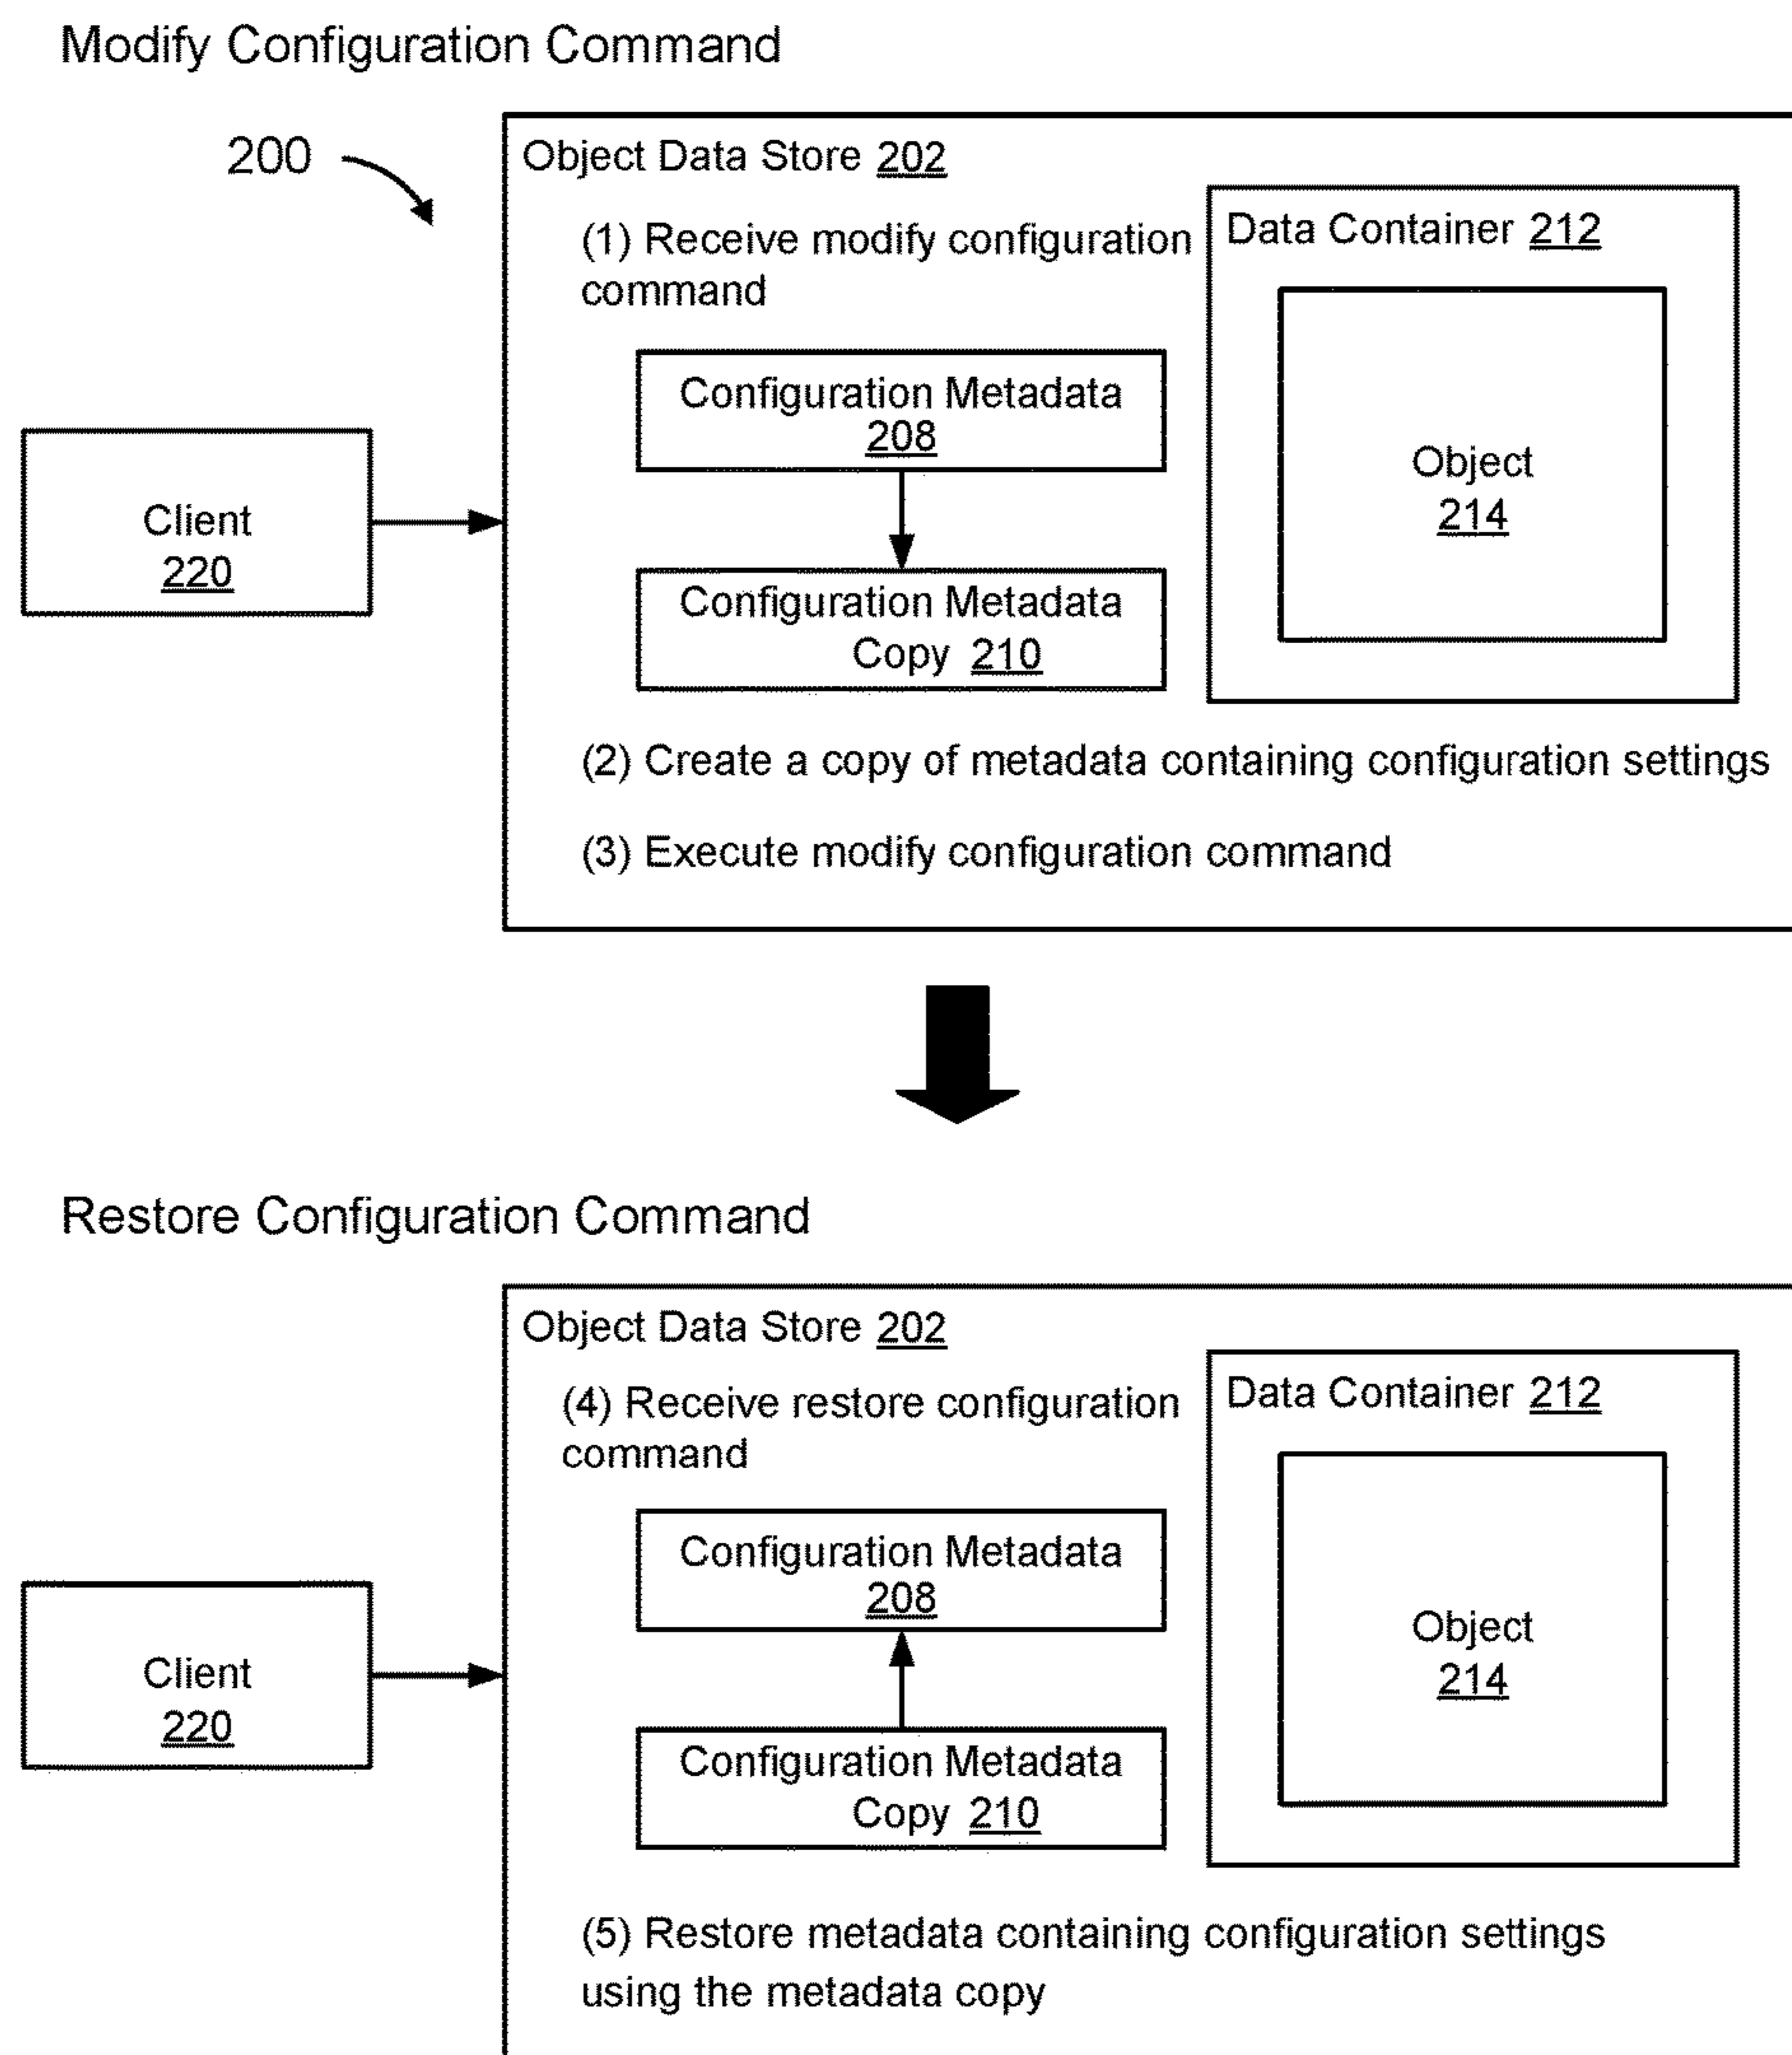 Modify Configuration Command
200
Object Data Store 202
(1) Receive modify configuration
command
Data Container 212
Configuration Metadata
208
Object
214
Client
220
Configuration Metadata
Copy 210
(2) Create a copy of metadata containing configuration settings
(3) Execute modify configuration command
Restore Configuration Command
Object Data Store 202
(4) Receive restore configuration
command
Data Container 212
Configuration Metadata
208
Object
214
Client
220
Configuration Metadata
Copy 210
(5) Restore metadata containing configuration settings
using the metadata copy